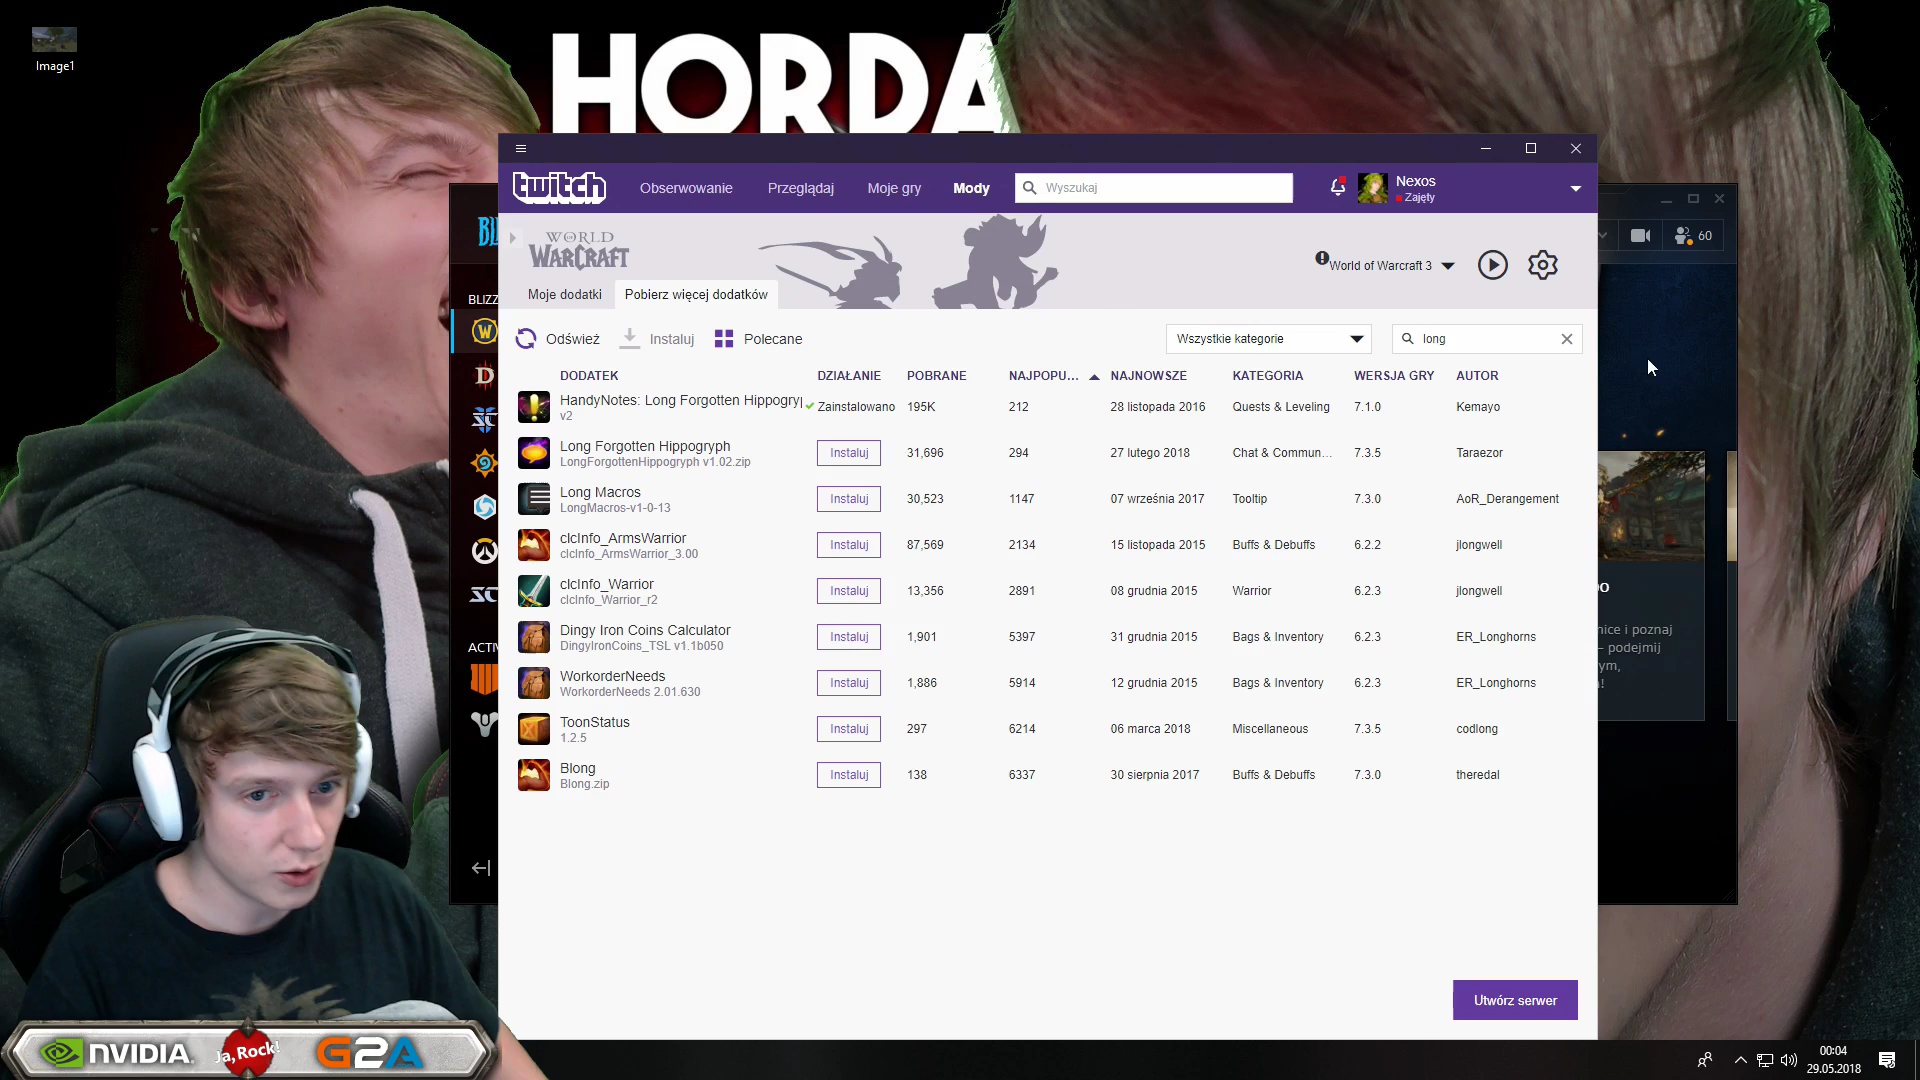 Image1
HORDA
twitch
Obserwowanie
Przeglądaj
Moje gry
Mody
Wyszukaj
Nexos
Zajęty
60
WORLD
OF
WARCRAFT
World of Warcraft 3
Moje dodatki
Pobierz więcej dodatków
BLIZZ
Odśwież
Instaluj
Polecane
Wszystkie kategorie
long
DODATEK DZIAŁANIE POBRANE NAJPOPU... NAJNOWSZE KATEGORIA WERSJA GRY AUTOR
HandyNotes: Long Forgotten Hippogryp Zainstalowano 195K 212 28 listopada 2016 Quests & Leveling 7.1.0 Kemayo
v2
Long Forgotten Hippogryph Instaluj 31,696 294 27 lutego 2018 Chat & Commun... 7.3.5 Taraezor
LongForgottenHippogryph v1.02.zip
Long Macros Instaluj 30,523 1147 07 września 2017 Tooltip 7.3.0 AoR_Derangement
LongMacros-v1-0-13
clcInfo_ArmsWarrior Instaluj 87,569 2134 15 listopada 2015 Buffs & Debuffs 6.2.2 jlongwell
clcInfo_ArmsWarrior_3.00
clcInfo_Warrior Instaluj 13,356 2891 08 grudnia 2015 Warrior 6.2.3 jlongwell
clcInfo_Warrior_r2
Dingy Iron Coins Calculator Instaluj 1,901 5397 31 grudnia 2015 Bags & Inventory 6.2.3 ER_Longhorns
DingyIronCoins_TSL v1.1b050
WorkorderNeeds Instaluj 1,886 5914 12 grudnia 2015 Bags & Inventory 6.2.3 ER_Longhorns
WorkorderNeeds 2.01.630
ToonStatus Instaluj 297 6214 06 marca 2018 Miscellaneous 7.3.5 codlong
1.2.5
Blong Instaluj 138 6337 30 sierpnia 2017 Buffs & Debuffs 7.3.0 theredal
Blong.zip
ACTIV
nice i poznaj
– podejmij
ym,
Utwórz serwer
NVIDIA.
Ja, Rock!
G2A
00:04
29.05.2018